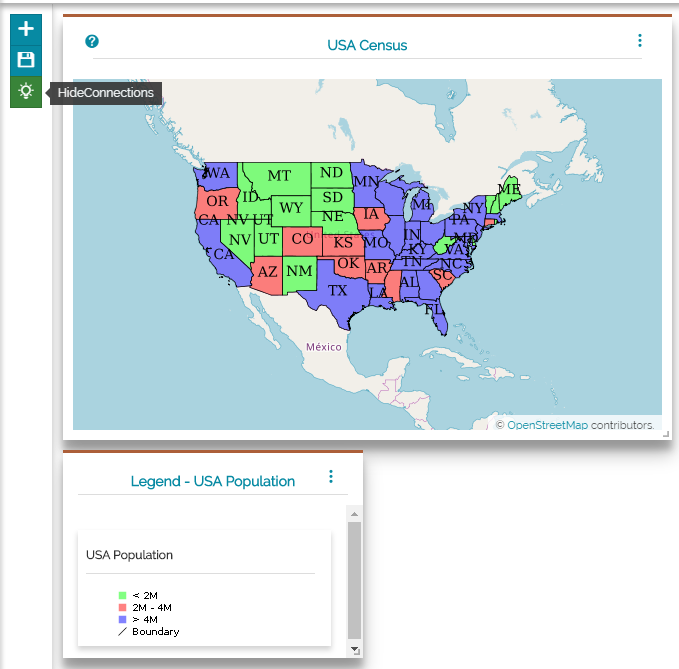 HideConnections
USA Census
WA
MT
ND
MN
ME
OR
ID
SD
WY
MI
NY
IA
NE
CA NV UT
PA
NV
UT
CO
KS
MO
IN
KY
VA
CA
AZ
NM
OK
AR
TN
NC
SC
TX
LA
AL
FL
México
© OpenStreetMap contributors.
Legend - USA Population
USA Population
< 2M
2M - 4M
> 4M
Boundary